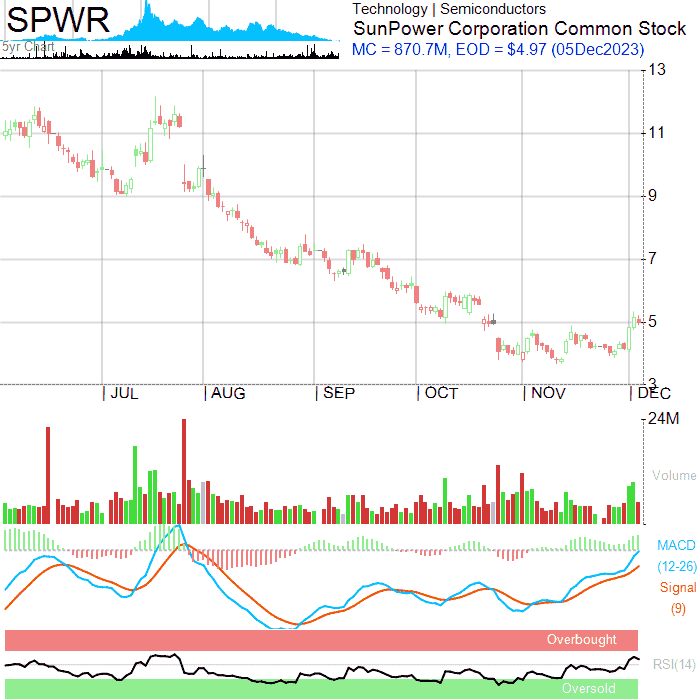 SPWR
5yr Chart
Technology | Semiconductors
SunPower Corporation Common Stock
MC = 870.7M, EOD = $4.97 (05Dec2023)
13
11
9
7
5
3
JUL AUG SEP OCT NOV DEC
24M
Volume
MACD
(12-26)
Signal
(9)
Overbought
RSI(14)
Oversold